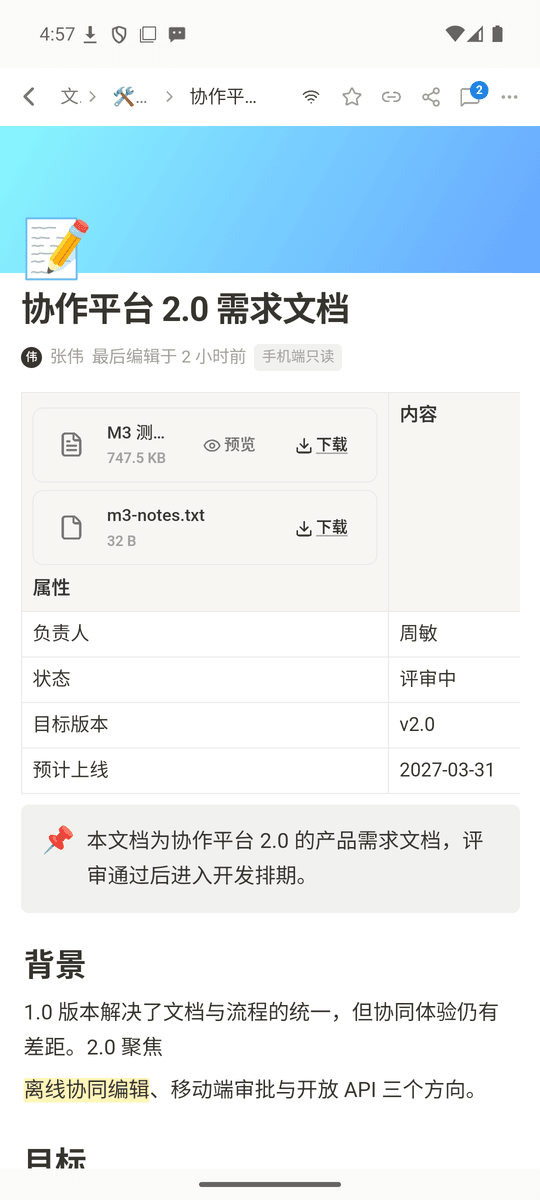 4:57
文.
协作平...
2
协作平台 2.0 需求文档
伟 张伟 最后编辑于 2 小时前 手机端只读
M3 测...
747.5 KB
预览
下载
内容
m3-notes.txt
32 B
下载
属性
负责人 周敏
状态 评审中
目标版本 v2.0
预计上线 2027-03-31
本文档为协作平台 2.0 的产品需求文档，评
审通过后进入开发排期。
背景
1.0 版本解决了文档与流程的统一，但协同体验仍有
差距。2.0 聚焦
离线协同编辑、移动端审批与开放 API 三个方向。
目标